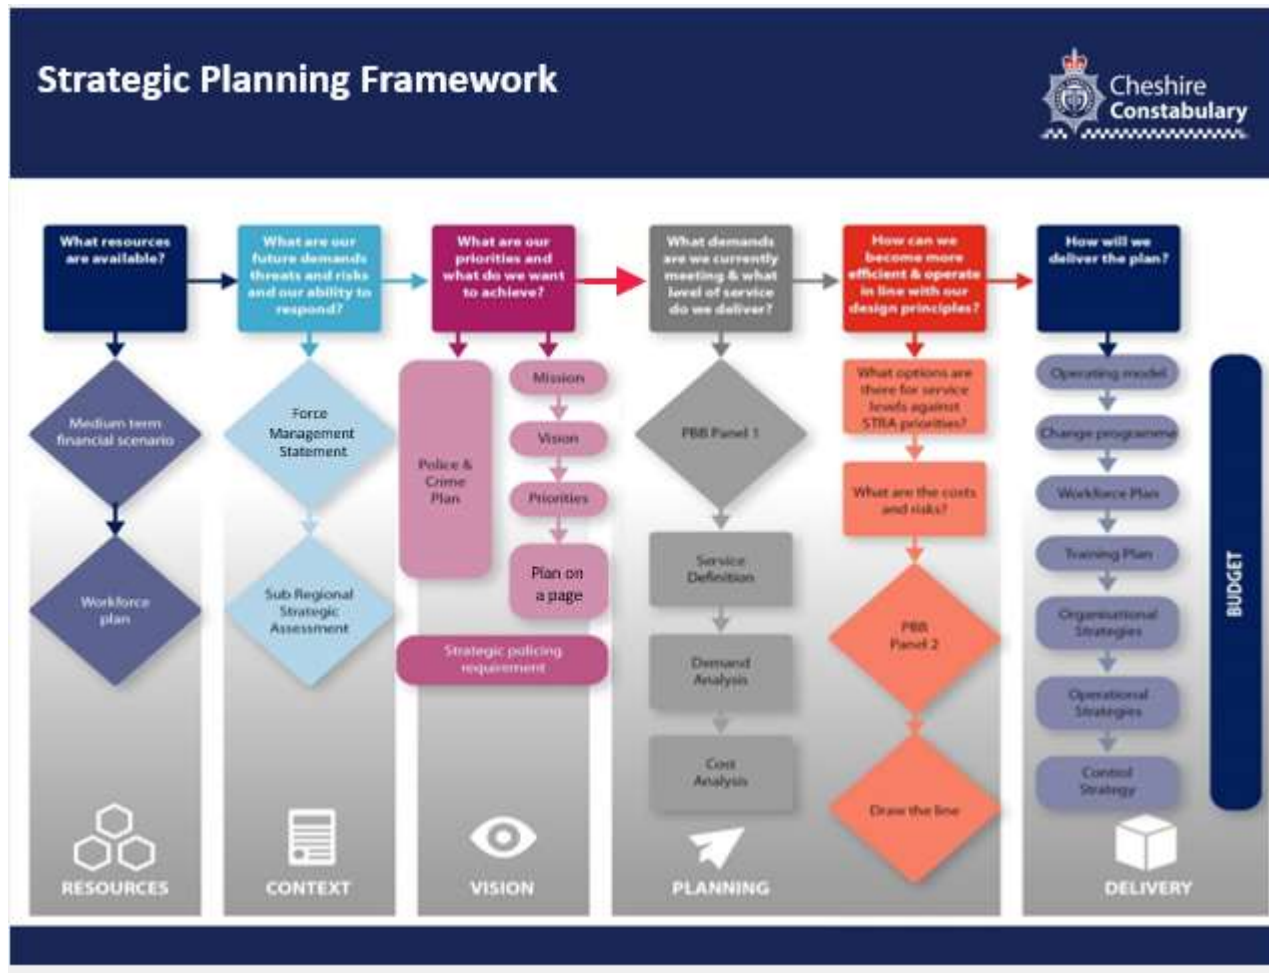 Strategic Planning Framework
Cheshire
Constabulary
What resources
are available?
What are our
future demands
threats and risks
and our ability to
respond?
What are our
priorities and
what do we want
to achieve?
What demands
are we currently
meeting & what
level of service
do we deliver?
How can we
become more
efficient & operate
in line with our
design principles?
How will we
deliver the plan?
Medium term
financial scenario
Workforce
plan
Force
Management
Statement
Sub Regional
Strategic
Assessment
Police &
Crime
Plan
Mission
Vision
Priorities
Plan on
a page
Strategic policing
requirement
PBB Panel 1
Service
Definition
Demand
Analysis
Cost
Analysis
What options are
there for service
levels against
STRA priorities?
What are the costs
and risks?
PBB
Panel 2
Draw the line
Operating model
Change programme
Workforce Plan
Training Plan
Organisational
Strategies
Operational
Strategies
Control
Strategy
BUDGET
RESOURCES
CONTEXT
VISION
PLANNING
DELIVERY